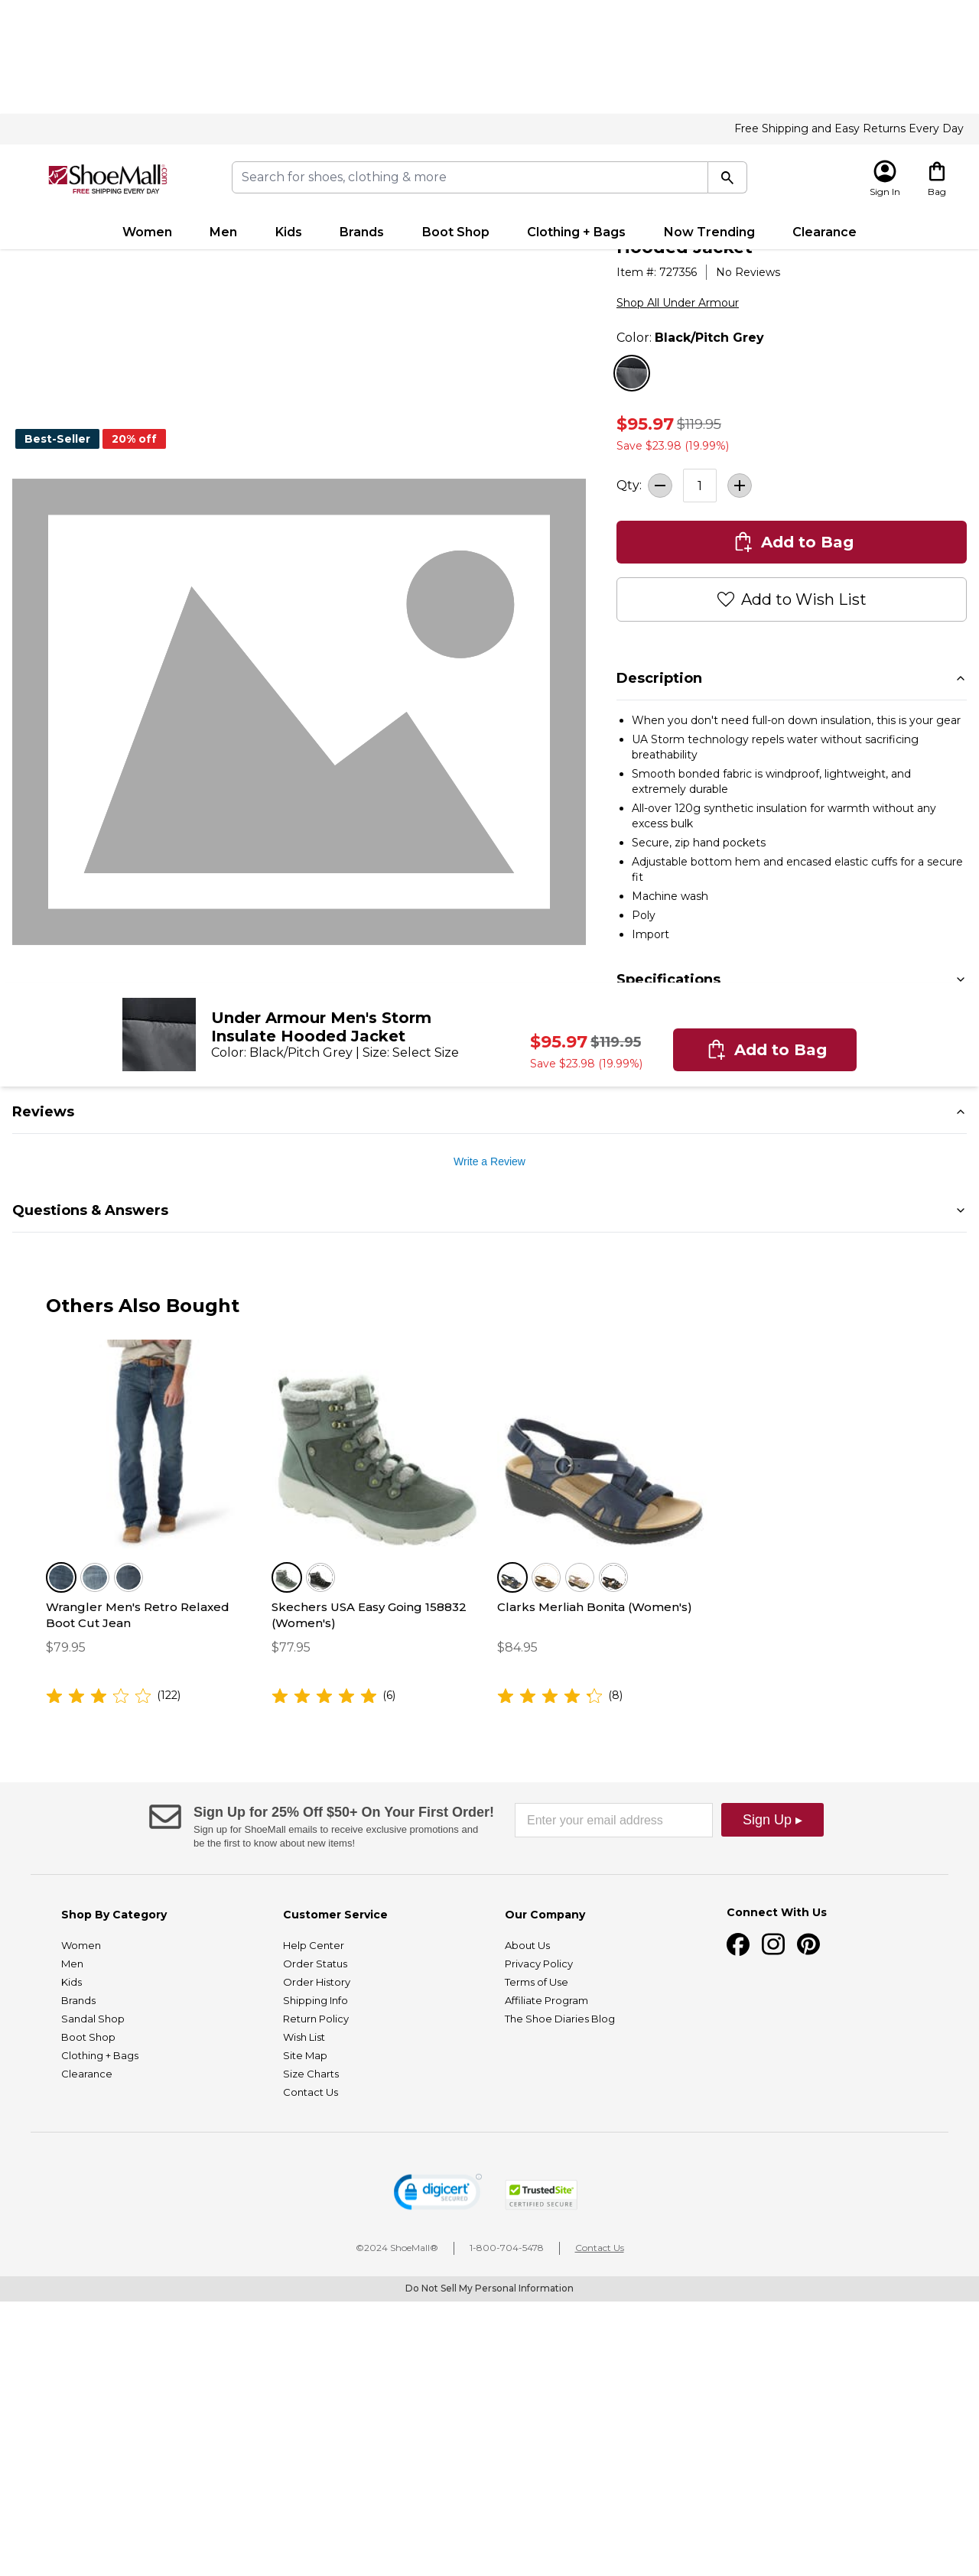 Free Shipping and Easy Returns Every Day
ShoeMall.com
FREE SHIPPING EVERY DAY
Search for shoes, clothing & more
Sign In
Bag
Women Men Kids Brands Boot Shop Clothing + Bags Now Trending Clearance
Hooded Jacket
Item #: 727356 No Reviews
Shop All Under Armour
Color: Black/Pitch Grey
$95.97 $119.95
Save $23.98 (19.99%)
Best-Seller 20% off
Qty: 1
Add to Bag
Add to Wish List
Description
When you don't need full-on down insulation, this is your gear
UA Storm technology repels water without sacrificing
breathability
Smooth bonded fabric is windproof, lightweight, and
extremely durable
All-over 120g synthetic insulation for warmth without any
excess bulk
Secure, zip hand pockets
Adjustable bottom hem and encased elastic cuffs for a secure
fit
Machine wash
Poly
Import
Specifications
Under Armour Men's Storm
Insulate Hooded Jacket
Color: Black/Pitch Grey | Size: Select Size
$95.97 $119.95
Save $23.98 (19.99%)
Add to Bag
Reviews
Write a Review
Questions & Answers
Others Also Bought
Wrangler Men's Retro Relaxed
Boot Cut Jean
$79.95
(122)
Skechers USA Easy Going 158832
(Women's)
$77.95
(6)
Clarks Merliah Bonita (Women's)
$84.95
(8)
Sign Up for 25% Off $50+ On Your First Order!
Sign up for ShoeMall emails to receive exclusive promotions and
be the first to know about new items!
Enter your email address
Sign Up ▸
Shop By Category
Women
Men
Kids
Brands
Sandal Shop
Boot Shop
Clothing + Bags
Clearance
Customer Service
Help Center
Order Status
Order History
Shipping Info
Return Policy
Wish List
Site Map
Size Charts
Contact Us
Our Company
About Us
Privacy Policy
Terms of Use
Affiliate Program
The Shoe Diaries Blog
Connect With Us
digicert
SECURED
TrustedSite
CERTIFIED SECURE
©2024 ShoeMall® 1-800-704-5478 Contact Us
Do Not Sell My Personal Information